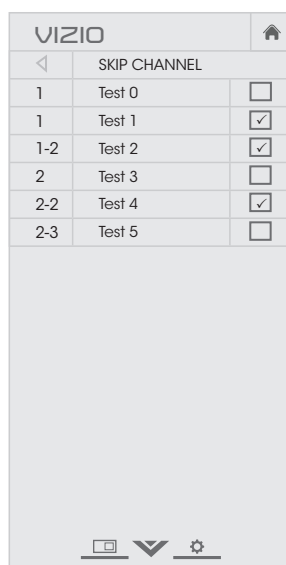 VIZIO
SKIP CHANNEL
1 Test 0
1 Test 1
1-2 Test 2
2 Test 3
2-2 Test 4
2-3 Test 5